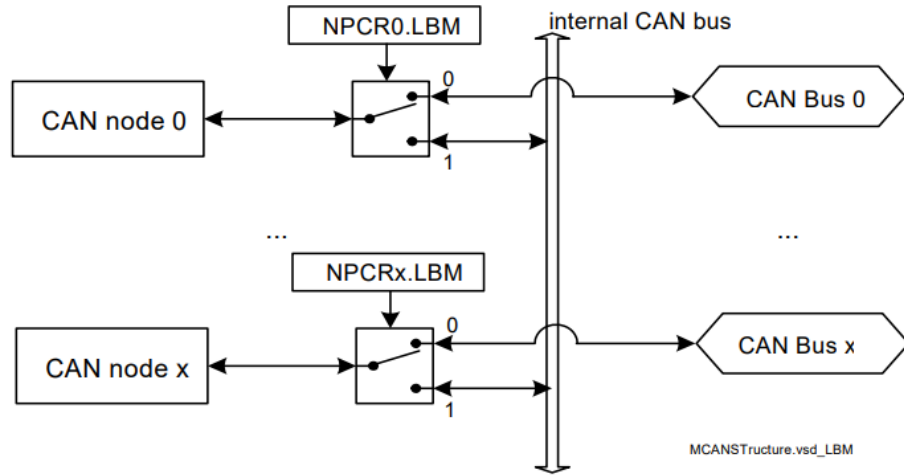 NPCR0.LBM
internal CAN bus
0
CAN node 0
CAN Bus 0
1
...
...
NPCRx.LBM
0
CAN node x
CAN Bus x
1
MCANSTructure.vsd_LBM